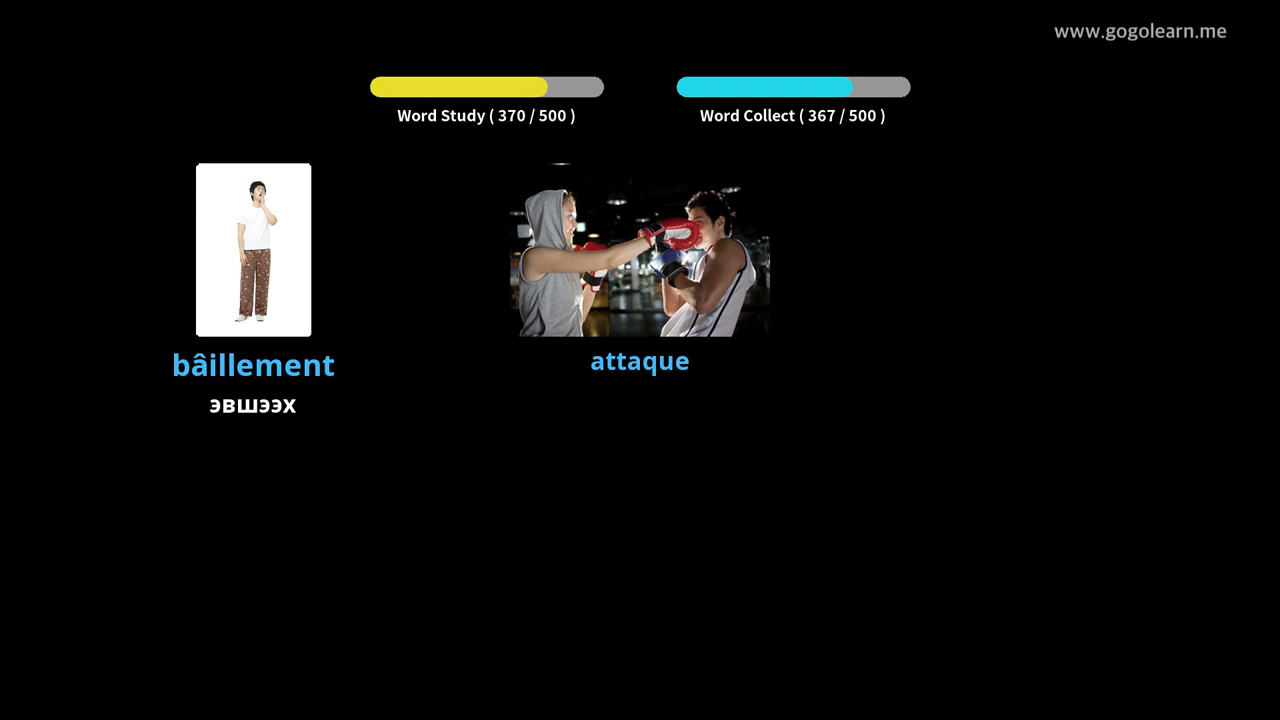 www.gogolearn.me
Word Study ( 370 / 500 )
Word Collect ( 367 / 500 )
bâillement
attaque
эвшээх